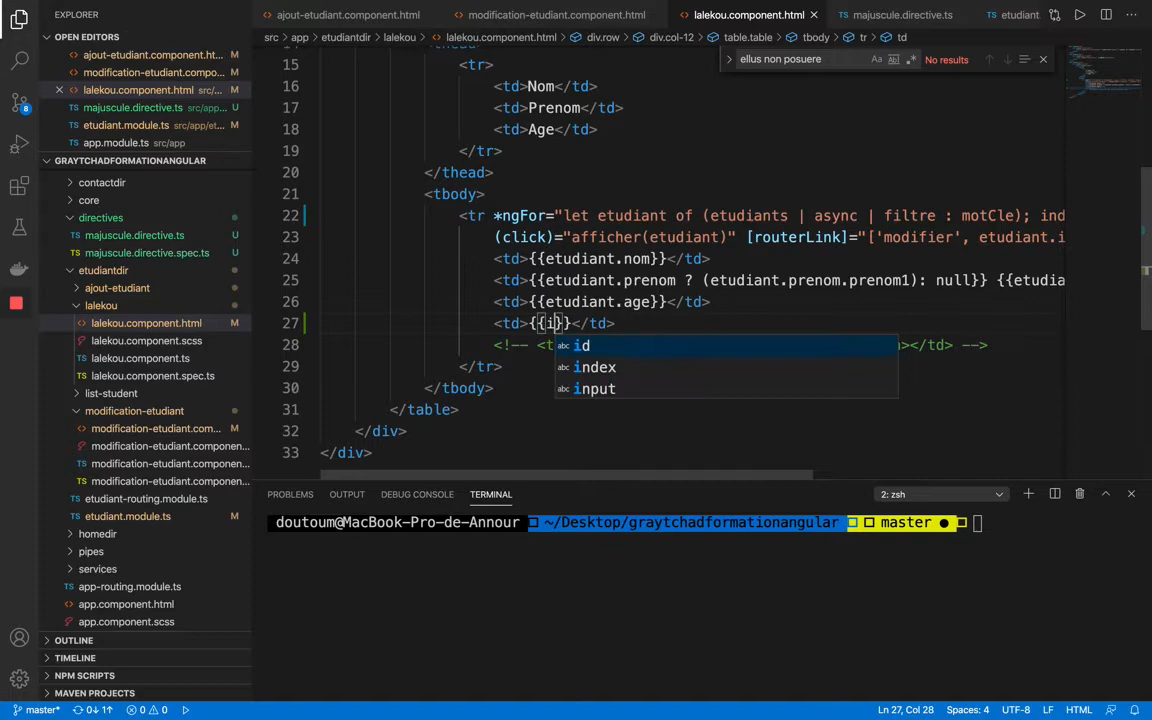 EXPLORER
ajout-etudiant.component.html
modification-etudiant.component.html
lalekou.component.html
majuscule.directive.ts
etudiant
OPEN EDITORS
ajout-etudiant.component.ht...
modification-etudiant.compo...
lalekou.component.html src/...
M
majuscule.directive.ts src/app...
U
etudiant.module.ts src/app/et...
M
app.module.ts src/app
src > app > etudiantdir > lalekou > lalekou.component.html > div.row > div.col-12 > table.table > tbody > tr > td
ellus non posuere
Aa
Ab
No results
GRAYTCHADFORMATIONANGULAR
contactdir
core
directives
majuscule.directive.ts
U
majuscule.directive.spec.ts
U
etudiantdir
ajout-etudiant
lalekou
lalekou.component.html
M
lalekou.component.scss
lalekou.component.ts
lalekou.component.spec.ts
list-student
modification-etudiant
modification-etudiant.com...
M
modification-etudiant.componen...
modification-etudiant.componen...
modification-etudiant.componen...
etudiant-routing.module.ts
etudiant.module.ts
M
homedir
pipes
services
app-routing.module.ts
app.component.html
app.component.scss
OUTLINE
TIMELINE
NPM SCRIPTS
MAVEN PROJECTS
15 <tr>
16 <td>Nom</td>
17 <td>Prenom</td>
18 <td>Age</td>
19 </tr>
20 </thead>
21 <tbody>
22 <tr *ngFor="let etudiant of (etudiants | async | filtre : motCle); ind
23 (click)="afficher(etudiant)" [routerLink]="['modifier', etudiant.i
24 <td>{{etudiant.nom}}</td>
25 <td>{{etudiant.prenom ? (etudiant.prenom.prenom1): null}} {{etudia
26 <td>{{etudiant.age}}</td>
27 <td>{{i}}</td>
28 <!-- <t
></td> -->
id
index
input
29 </tr>
30 </tbody>
31 </table>
32 </div>
33 </div>
PROBLEMS OUTPUT DEBUG CONSOLE TERMINAL
2: zsh
doutoum@MacBook-Pro-de-Annour ~/Desktop/graytchadformationangular master ●
8
master* 0↓ 1↑ 0 0
Ln 27, Col 28 Spaces: 4 UTF-8 LF HTML